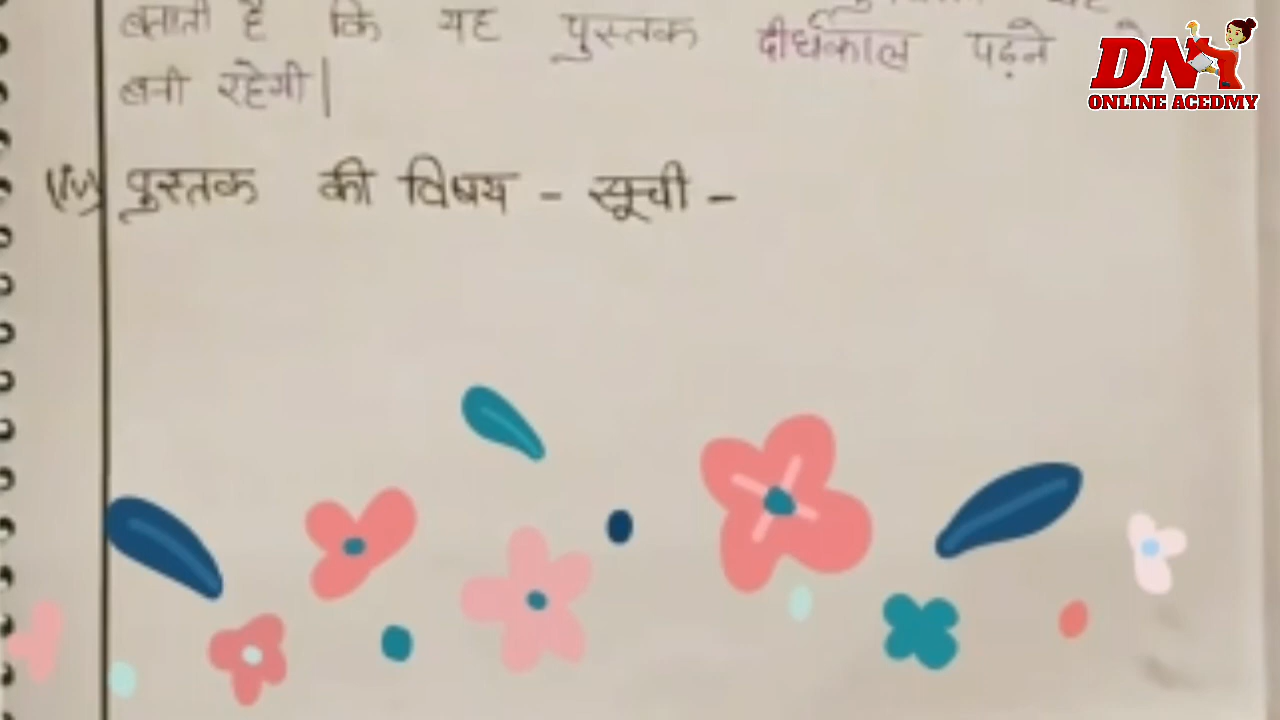 बताती है कि यह पुस्तक दीर्घकाल पढ़ने
बनी रहेगी|
(iv) पुस्तक की विषय - सूची -
DN
ONLINE ACEDMY